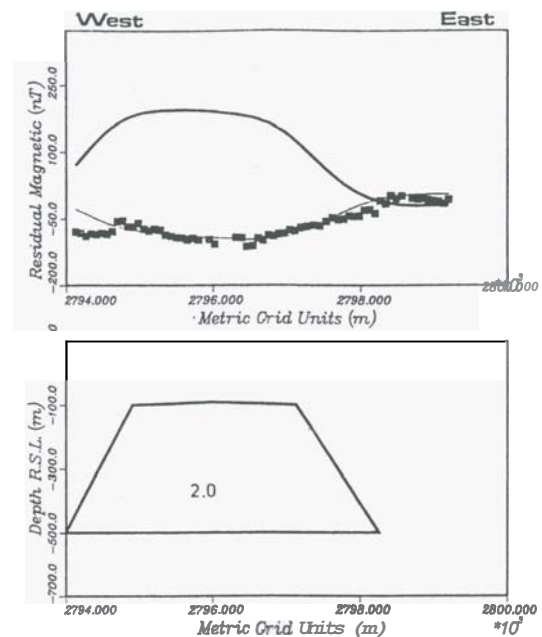 West East
250.0
100.0
-50.0
-200.0
Residual Magnetic (nT)
2794.000 2796.000 2798.000
Metric Grid Units (m)
0
-100.0
-300.0
-500.0
-700.0
Depth R.S.L. (m)
2.0
2794.000 2796.000 2798.000 2800.000
Metric Grid Units (m) *10³